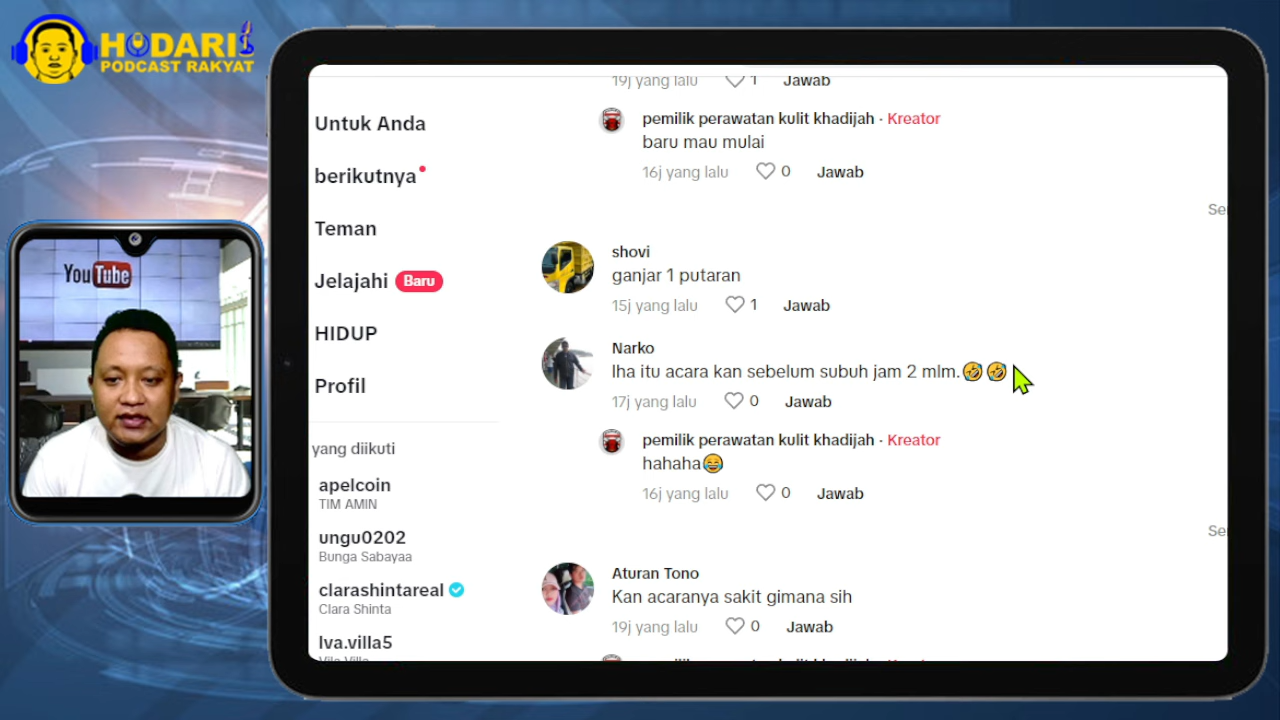 HUDARI
PODCAST RAKYAT
YouTube
Untuk Anda
berikutnya
Teman
Jelajahi Baru
HIDUP
Profil
yang diikuti
apelcoin
TIM AMIN
ungu0202
Bunga Sabayaa
clarashintareal
Clara Shinta
lva.villa5
19j yang lalu 1 Jawab
pemilik perawatan kulit khadijah · Kreator
baru mau mulai
16j yang lalu 0 Jawab
shovi
ganjar 1 putaran
15j yang lalu 1 Jawab
Narko
lha itu acara kan sebelum subuh jam 2 mlm.🤣🤣
17j yang lalu 0 Jawab
pemilik perawatan kulit khadijah · Kreator
hahaha😂
16j yang lalu 0 Jawab
Aturan Tono
Kan acaranya sakit gimana sih
19j yang lalu 0 Jawab